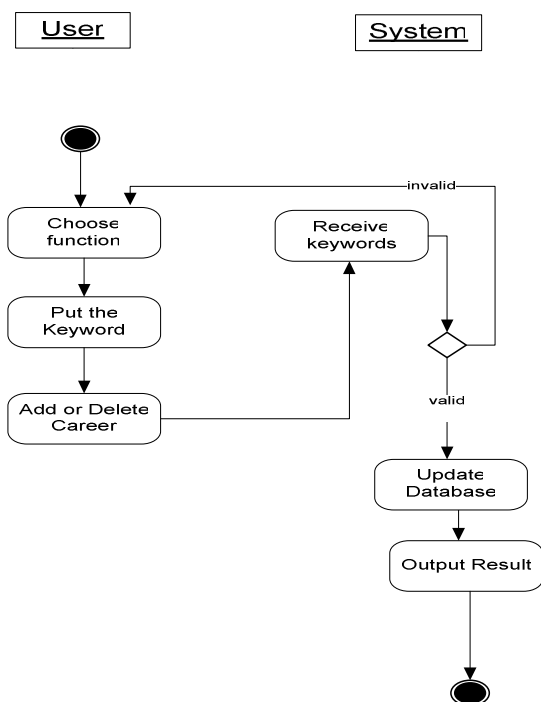 User
System
invalid
Choose
function
Receive
keywords
Put the
Keyword
Add or Delete
Career
valid
Update
Database
Output Result